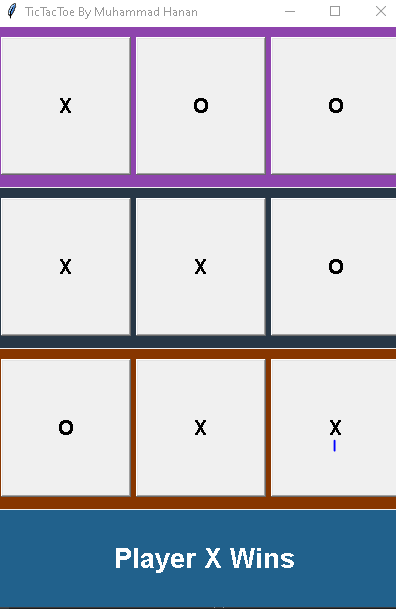 TicTacToe By Muhammad Hanan
X O O
X X O
O X X
Player X Wins